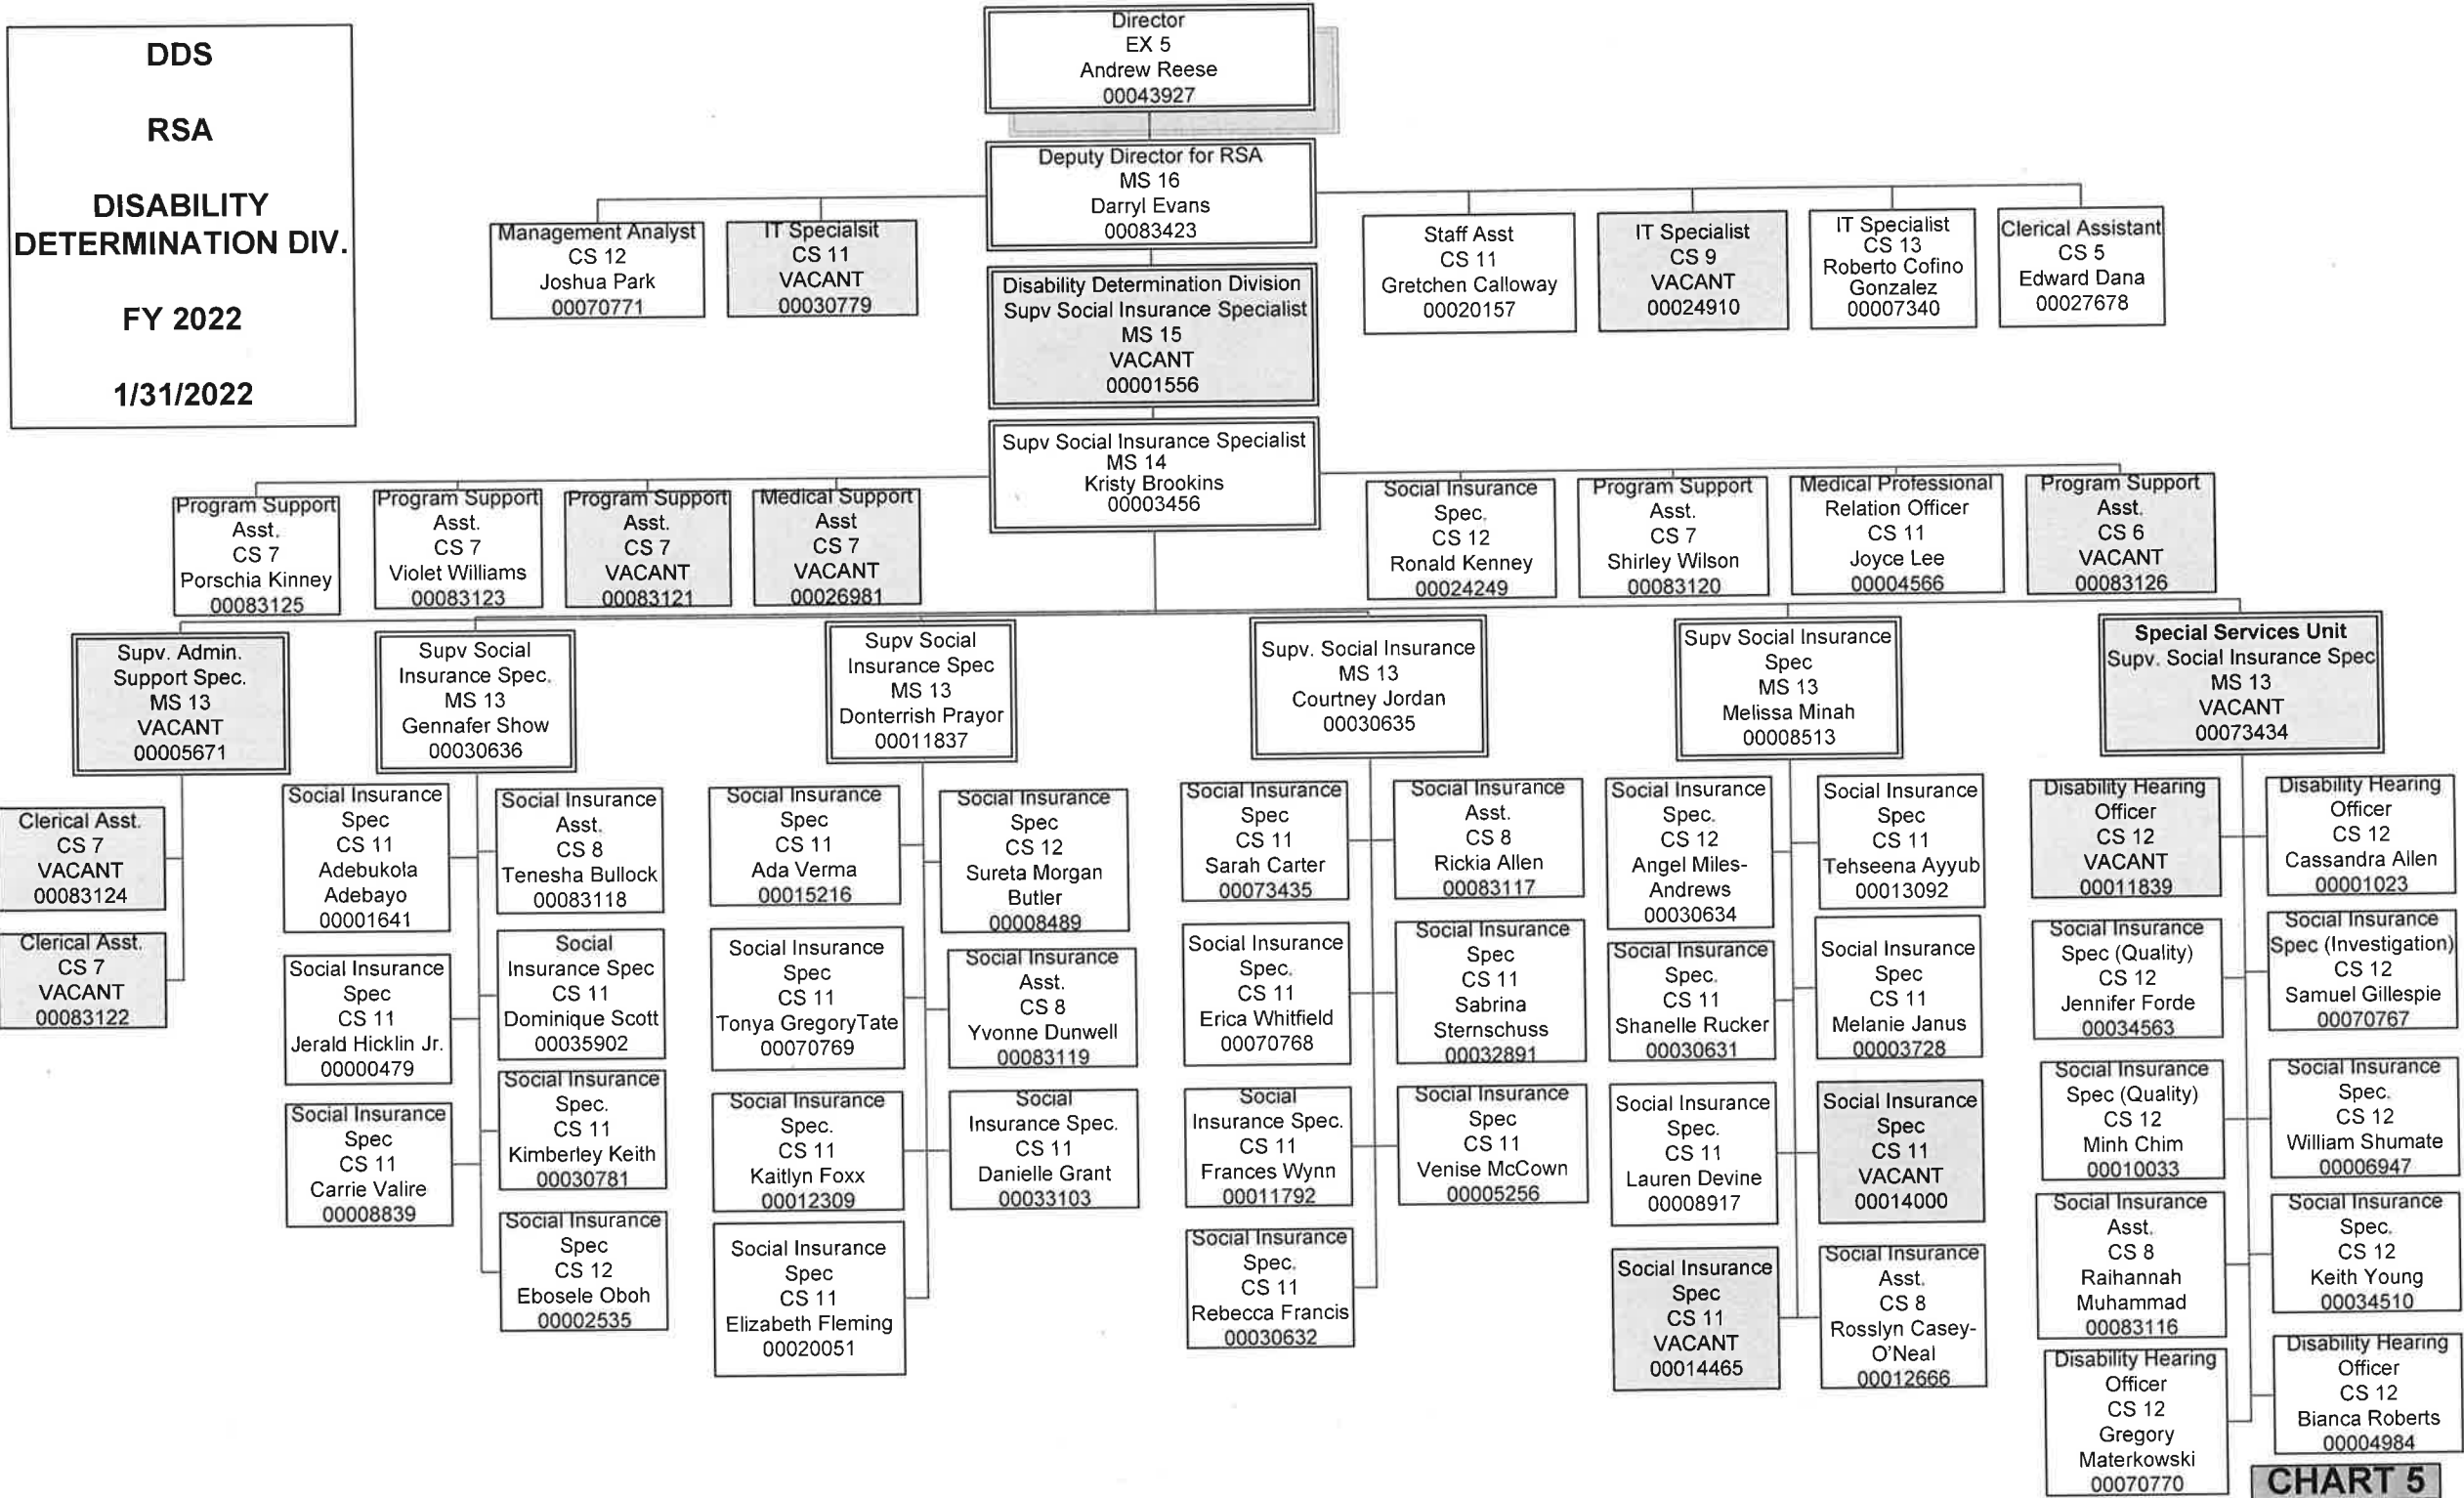 DDS
RSA
DISABILITY
DETERMINATION DIV.
FY 2022
1/31/2022
Director
EX 5
Andrew Reese
00043927
Deputy Director for RSA
MS 16
Darryl Evans
00083423
Management Analyst
CS 12
Joshua Park
00070771
IT Specialsit
CS 11
VACANT
00030779
Staff Asst
CS 11
Gretchen Calloway
00020157
IT Specialist
CS 9
VACANT
00024910
IT Specialist
CS 13
Roberto Cofino
Gonzalez
00007340
Clerical Assistant
CS 5
Edward Dana
00027678
Disability Determination Division
Supv Social Insurance Specialist
MS 15
VACANT
00001556
Supv Social Insurance Specialist
MS 14
Kristy Brookins
00003456
Program Support
Asst.
CS 7
Porschia Kinney
00083125
Program Support
Asst.
CS 7
Violet Williams
00083123
Program Support
Asst.
CS 7
VACANT
00083121
Medical Support
Asst
CS 7
VACANT
00026981
Social Insurance
Spec.
CS 12
Ronald Kenney
00024249
Program Support
Asst.
CS 7
Shirley Wilson
00083120
Medical Professional
Relation Officer
CS 11
Joyce Lee
00004566
Program Support
Asst.
CS 6
VACANT
00083126
Supv. Admin.
Support Spec.
MS 13
VACANT
00005671
Supv Social
Insurance Spec.
MS 13
Gennafer Show
00030636
Supv Social
Insurance Spec
MS 13
Donterrish Prayor
00011837
Supv. Social Insurance
MS 13
Courtney Jordan
00030635
Supv Social Insurance
Spec
MS 13
Melissa Minah
00008513
Special Services Unit
Supv. Social Insurance Spec
MS 13
VACANT
00073434
Clerical Asst.
CS 7
VACANT
00083124
Clerical Asst.
CS 7
VACANT
00083122
Social Insurance
Spec
CS 11
Adebukola
Adebayo
00001641
Social Insurance
Asst.
CS 8
Tenesha Bullock
00083118
Social Insurance
Spec
CS 11
Jerald Hicklin Jr.
00000479
Social
Insurance Spec
CS 11
Dominique Scott
00035902
Social Insurance
Spec
CS 11
Carrie Valire
00008839
Social Insurance
Spec.
CS 11
Kimberley Keith
00030781
Social Insurance
Spec
CS 12
Ebosele Oboh
00002535
Social Insurance
Spec
CS 11
Ada Verma
00015216
Social Insurance
Spec
CS 12
Sureta Morgan
Butler
00008489
Social Insurance
Spec
CS 11
Tonya GregoryTate
00070769
Social Insurance
Asst.
CS 8
Yvonne Dunwell
00083119
Social Insurance
Spec.
CS 11
Kaitlyn Foxx
00012309
Social
Insurance Spec.
CS 11
Danielle Grant
00033103
Social Insurance
Spec
CS 11
Elizabeth Fleming
00020051
Social Insurance
Spec
CS 11
Sarah Carter
00073435
Social Insurance
Asst.
CS 8
Rickia Allen
00083117
Social Insurance
Spec.
CS 11
Erica Whitfield
00070768
Social Insurance
Spec
CS 11
Sabrina
Sternschuss
00032891
Social
Insurance Spec.
CS 11
Frances Wynn
00011792
Social Insurance
Spec
CS 11
Venise McCown
00005256
Social Insurance
Spec.
CS 11
Rebecca Francis
00030632
Social Insurance
Spec.
CS 12
Angel Miles-
Andrews
00030634
Social Insurance
Spec
CS 11
Tehseena Ayyub
00013092
Social Insurance
Spec.
CS 11
Shanelle Rucker
00030631
Social Insurance
Spec
CS 11
Melanie Janus
00003728
Social Insurance
Spec.
CS 11
Lauren Devine
00008917
Social Insurance
Spec
CS 11
VACANT
00014000
Social Insurance
Spec
CS 11
VACANT
00014465
Social Insurance
Asst.
CS 8
Rosslyn Casey-
O'Neal
00012666
Disability Hearing
Officer
CS 12
VACANT
00011839
Disability Hearing
Officer
CS 12
Cassandra Allen
00001023
Social Insurance
Spec (Quality)
CS 12
Jennifer Forde
00034563
Social Insurance
Spec (Investigation)
CS 12
Samuel Gillespie
00070767
Social Insurance
Spec (Quality)
CS 12
Minh Chim
00010033
Social Insurance
Spec.
CS 12
William Shumate
00006947
Social Insurance
Asst.
CS 8
Raihannah
Muhammad
00083116
Social Insurance
Spec.
CS 12
Keith Young
00034510
Disability Hearing
Officer
CS 12
Gregory
Materkowski
00070770
Disability Hearing
Officer
CS 12
Bianca Roberts
00004984
CHART 5